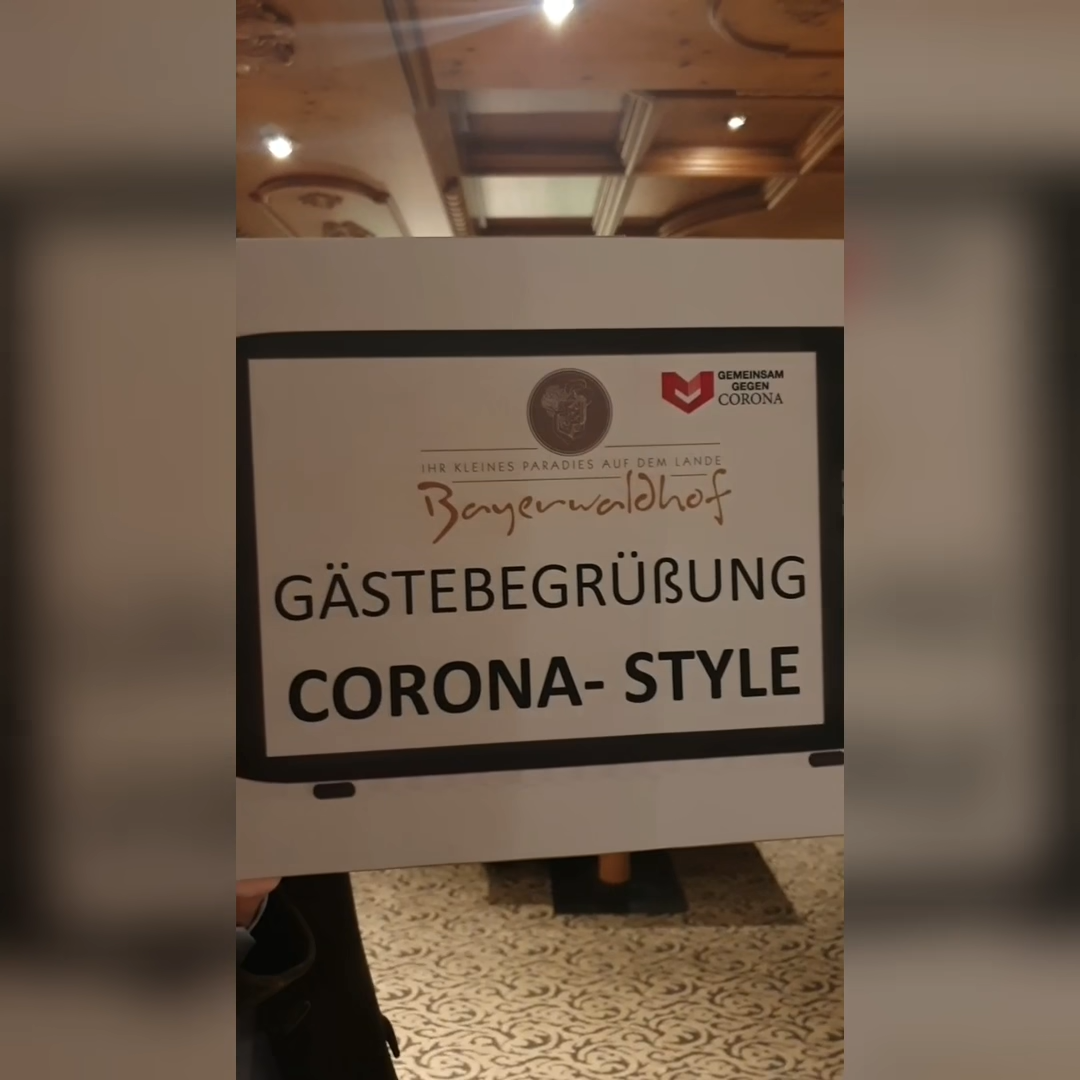 GEMEINSAM
GEGEN
CORONA
IHR KLEINES PARADIES AUF DEM LANDE
Bayerwaldhof
GÄSTEBEGRÜßUNG
CORONA- STYLE